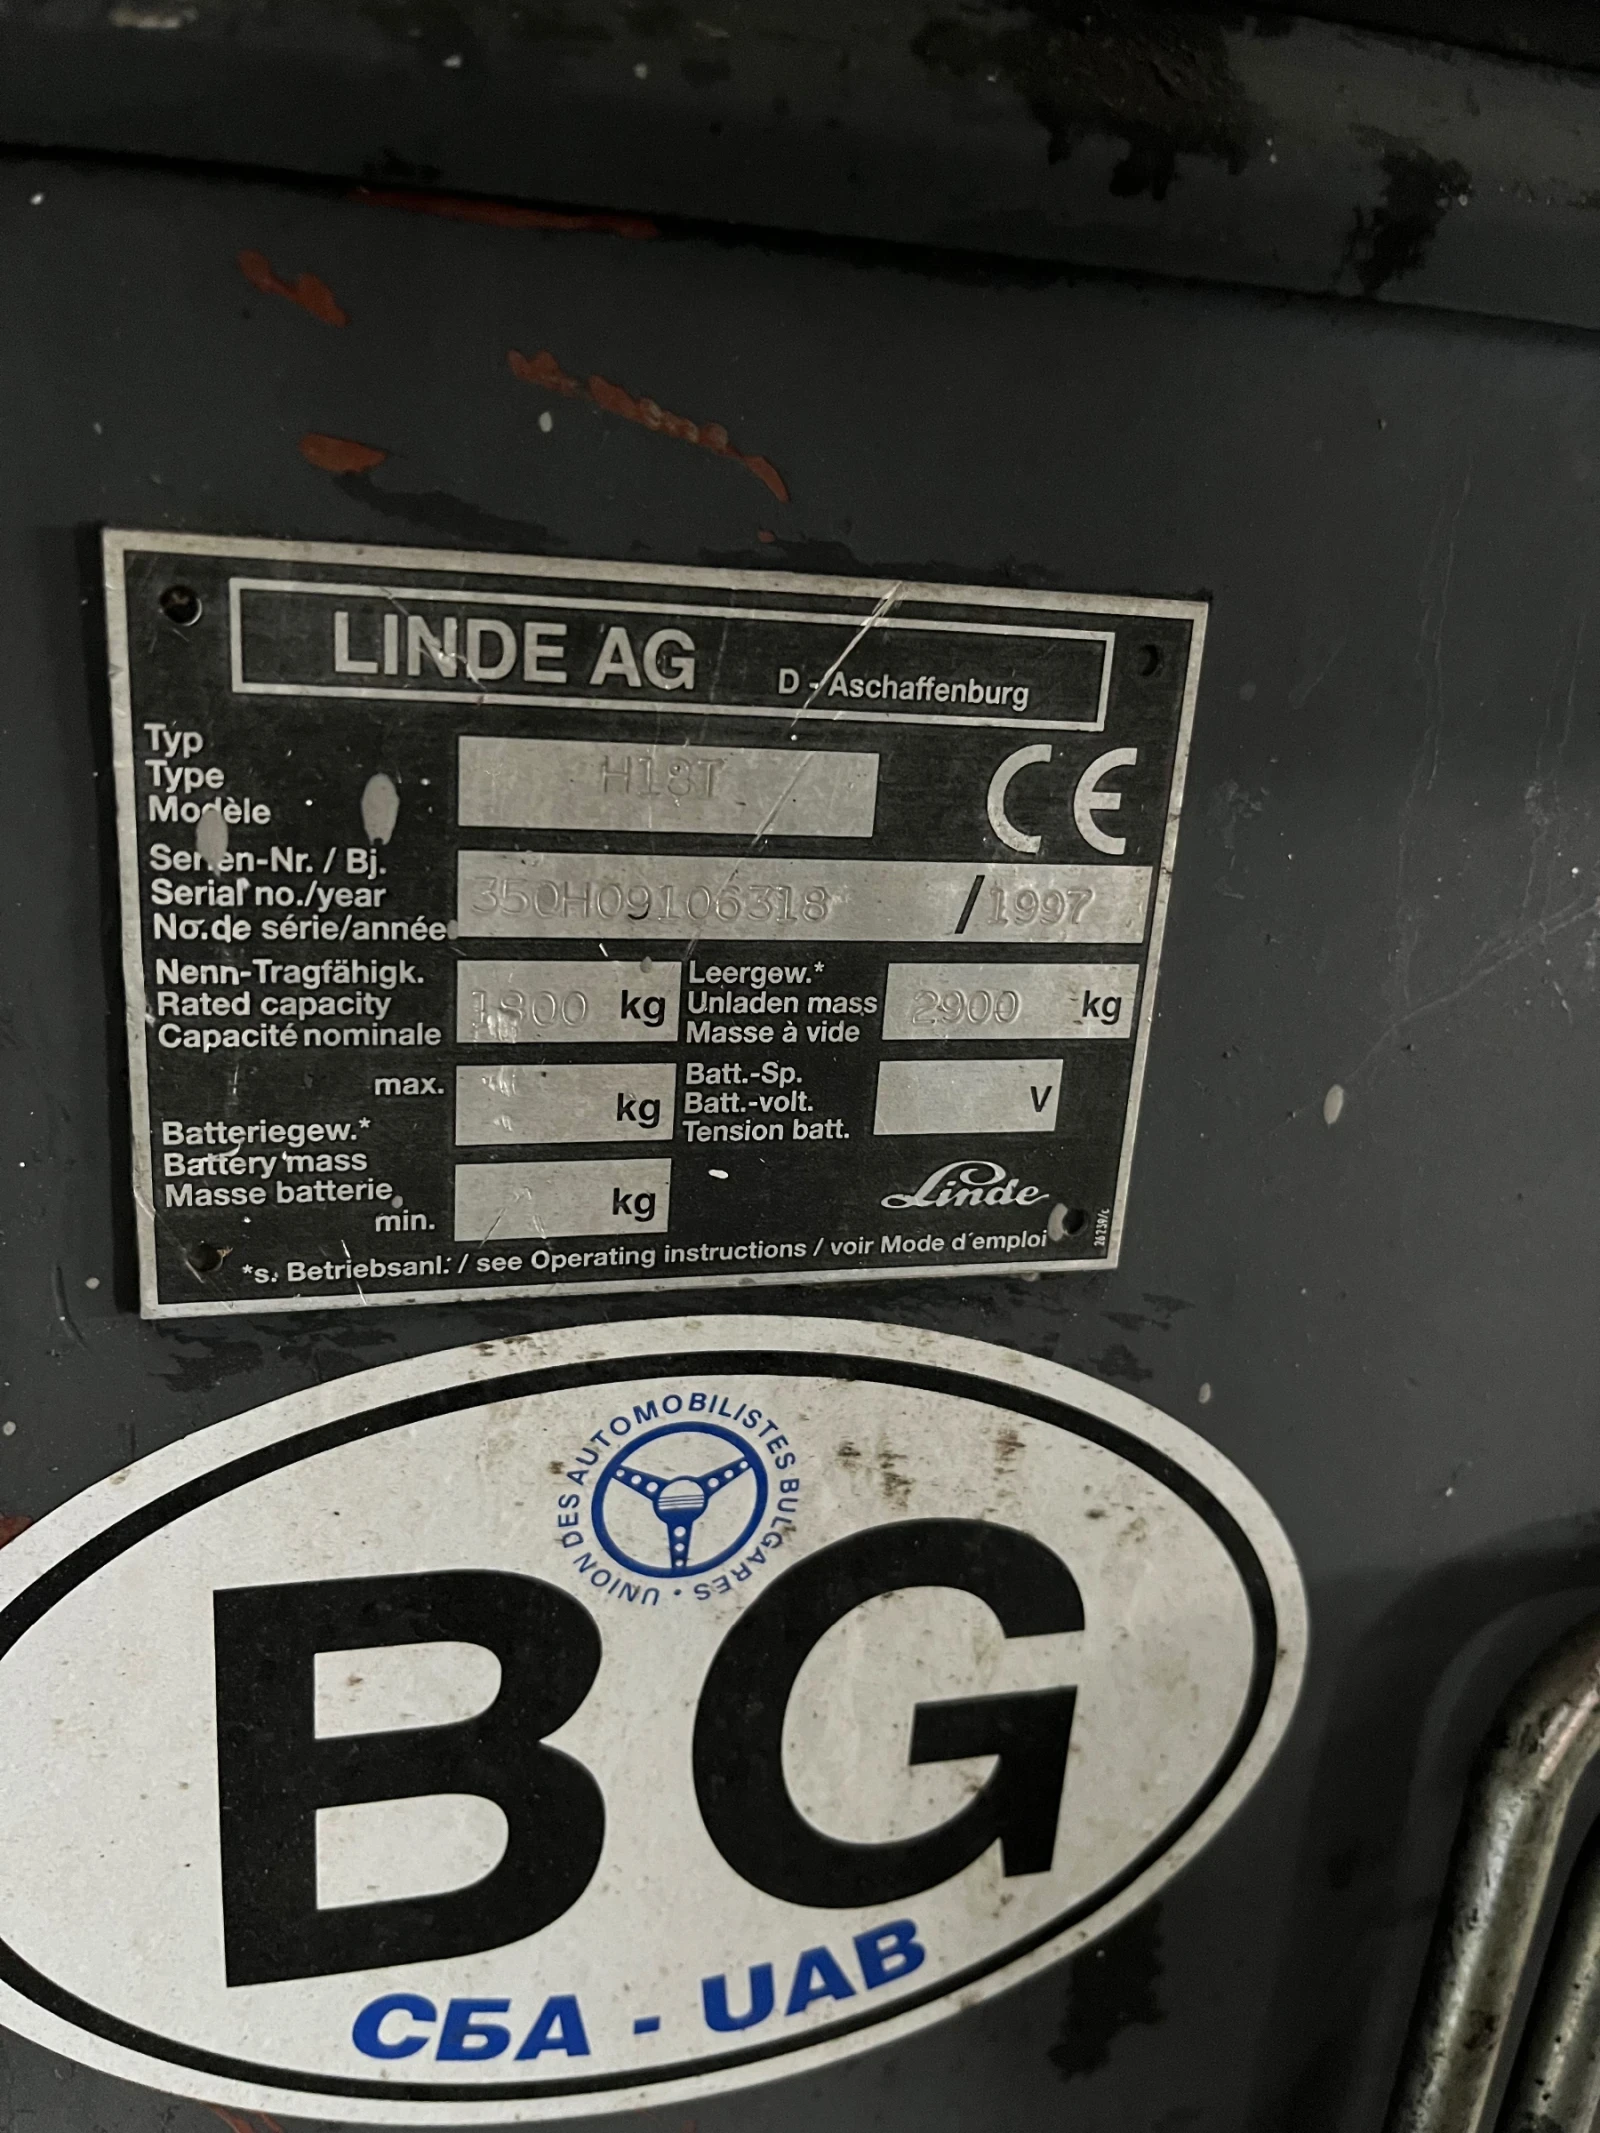 LINDE AG D - Aschaffenburg
Typ
Type
Modèle
H18T
CE
Serien-Nr. / Bj.
Serial no./year
No.de série/année
350H09106318 / 1997
Nenn-Tragfähigk.
Rated capacity
Capacité nominale
1800 kg
Leergew.*
Unladen mass
Masse à vide
2900 kg
max.
kg
Batteriegew.*
Battery mass
Masse batterie
min.
kg
Batt.-Sp.
Batt.-volt.
Tension batt.
V
Linde
*s. Betriebsanl. / see Operating instructions / voir Mode d'emploi
26239/c
UNION DES AUTOMOBILISTES BULGARES •
BG
СБА - UAB